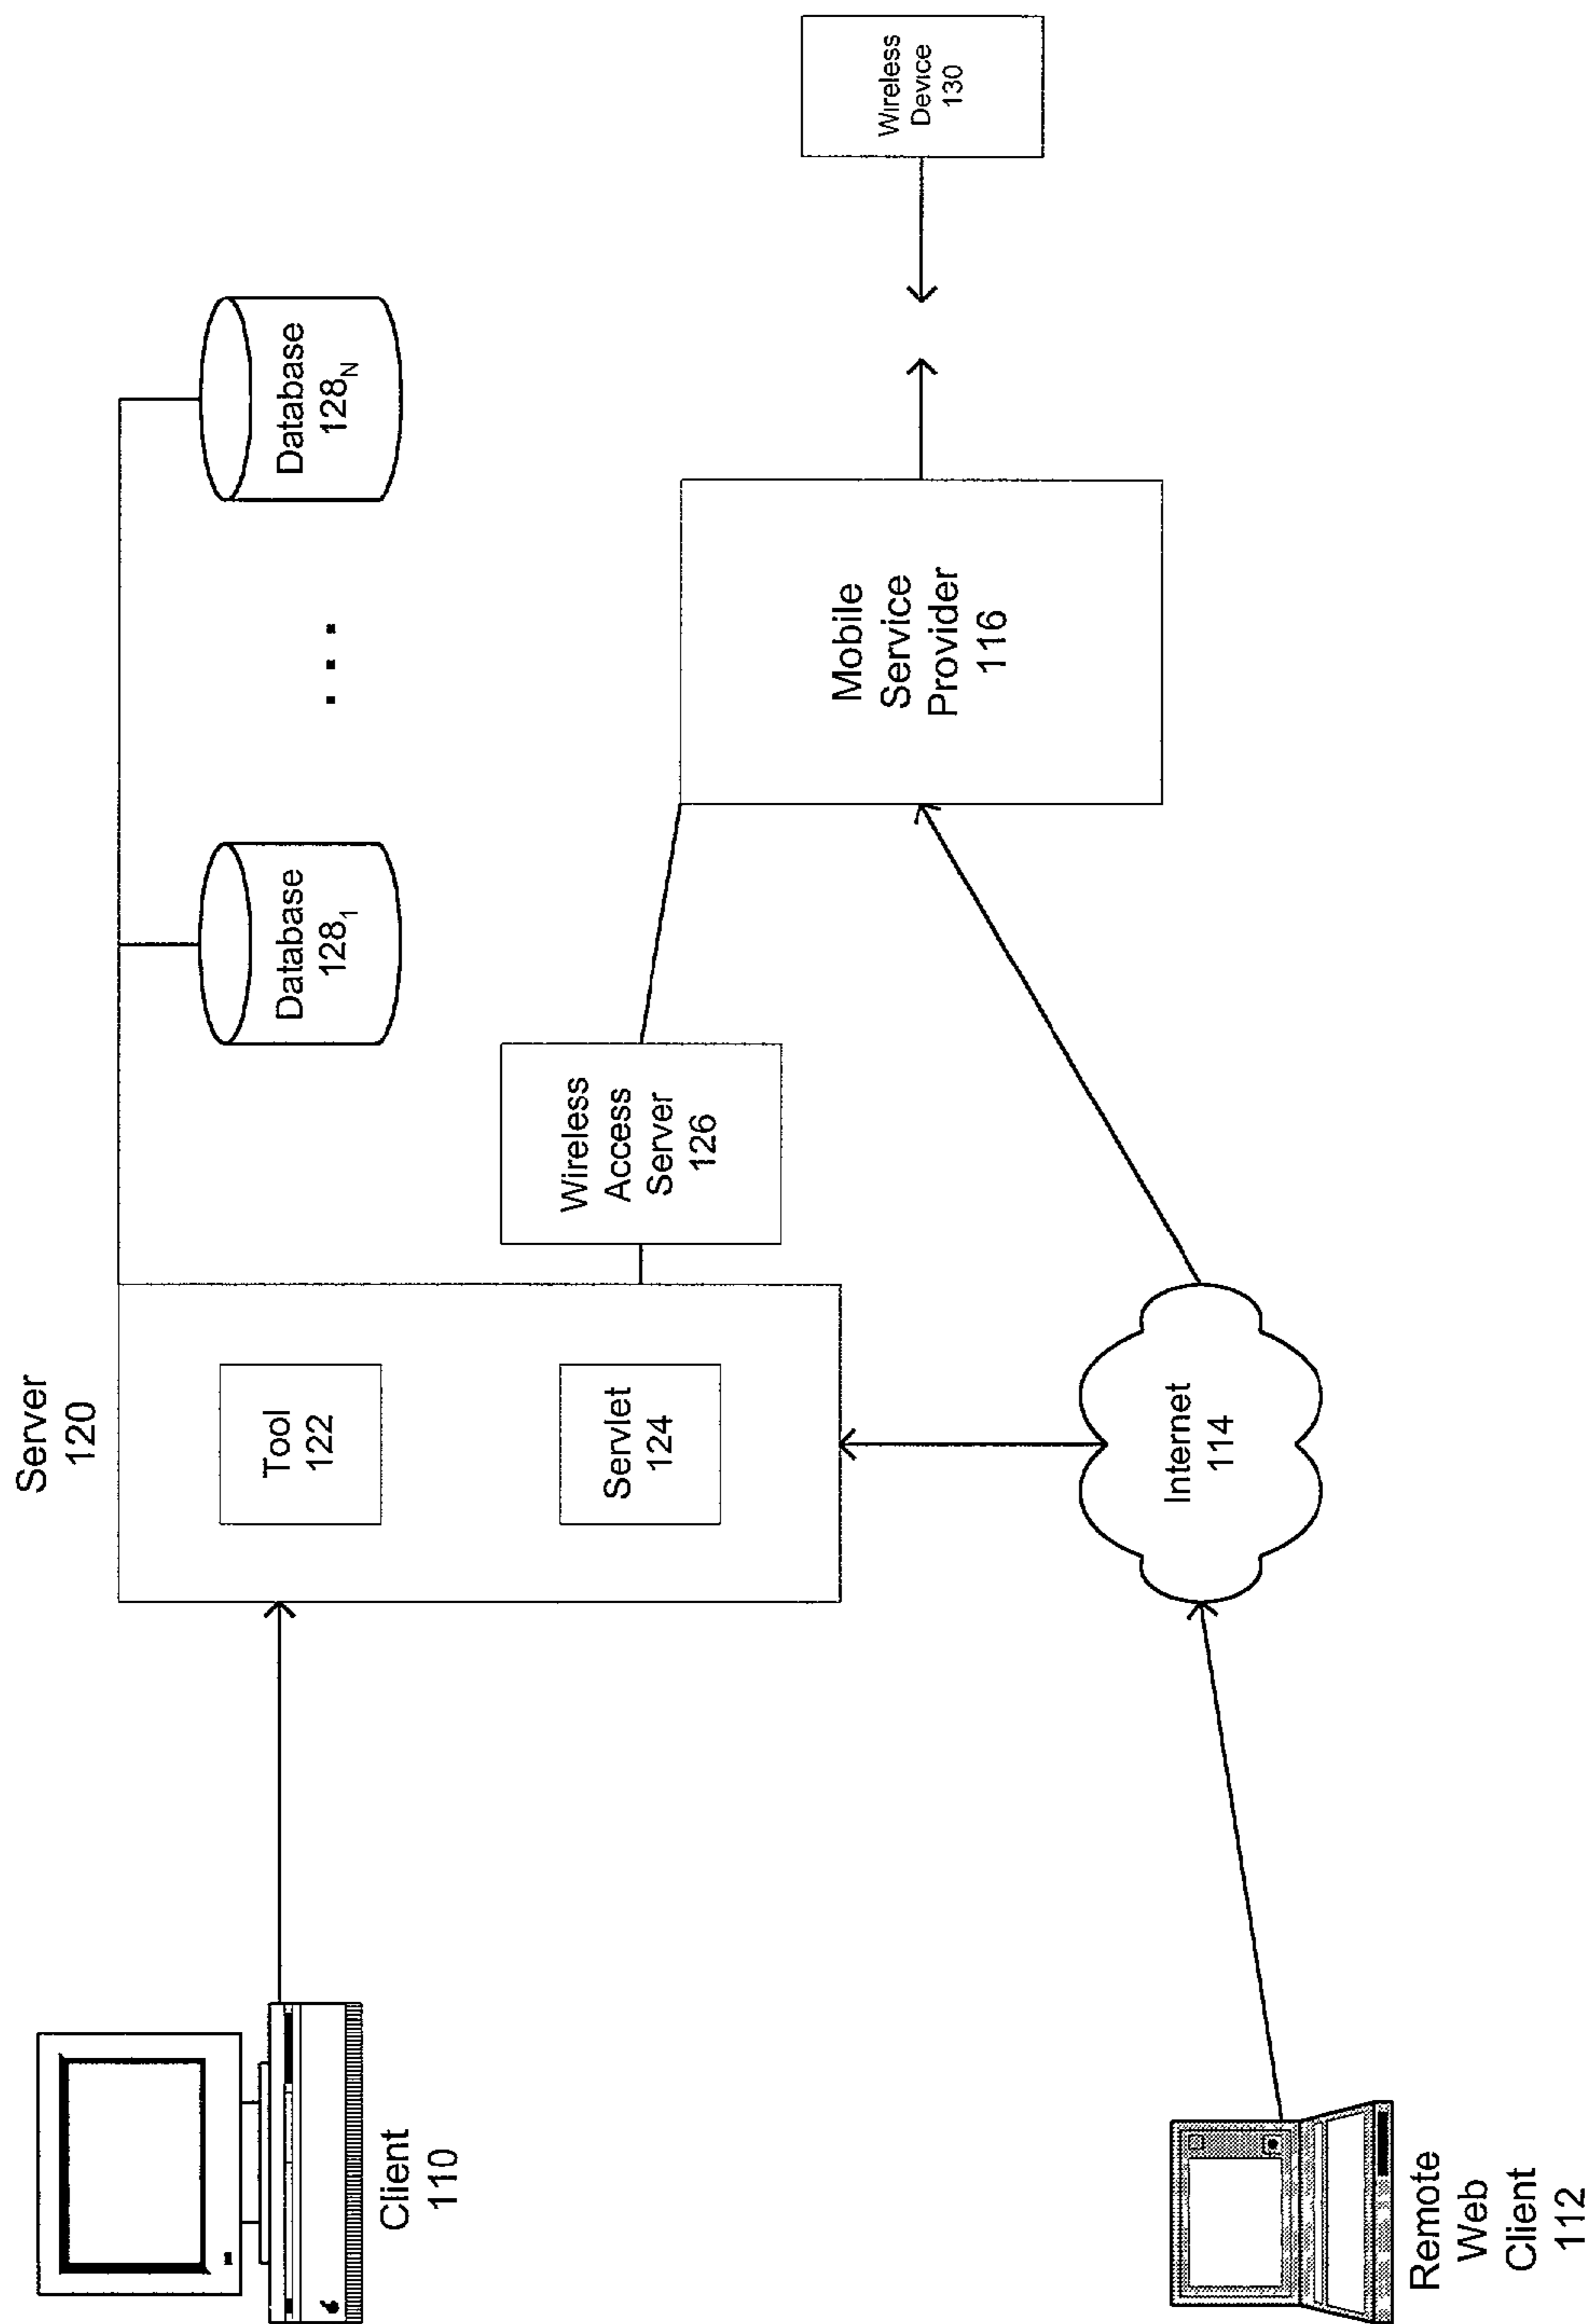 Server
120
Tool
122
Servlet
124
Database
128₁
. . .
Database
128N
Wireless
Access
Server
126
Mobile
Service
Provider
116
Wireless
Device
130
Client
110
Internet
114
Remote
Web
Client
112